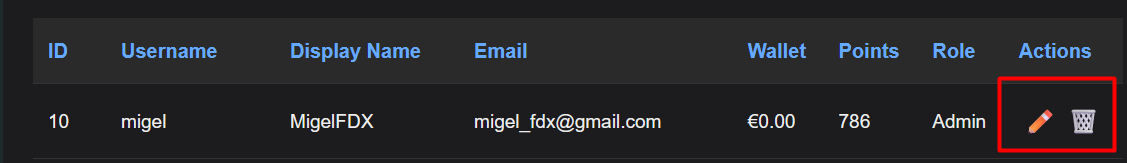 ID Username Display Name Email Wallet Points Role Actions
10 migel MigelFDX migel_fdx@gmail.com €0.00 786 Admin